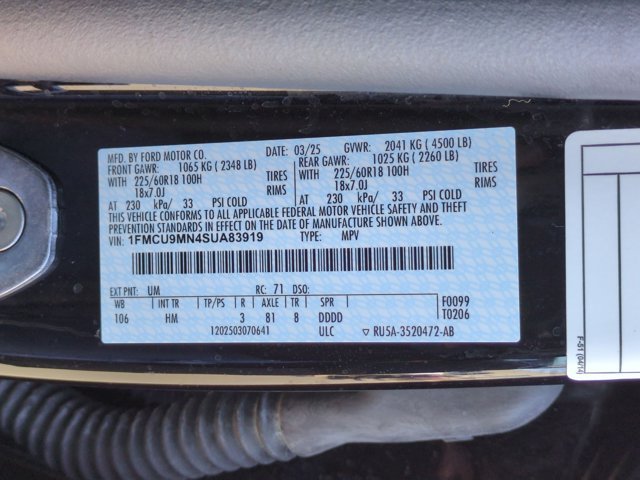 MFD. BY FORD MOTOR CO. DATE: 03/25 GVWR: 2041 KG ( 4500 LB)
FRONT GAWR: 1065 KG ( 2348 LB) REAR GAWR: 1025 KG ( 2260 LB)
WITH 225/60R18 100H TIRES WITH 225/60R18 100H TIRES
18x7.0J RIMS 18x7.0J RIMS
AT 230 kPa/ 33 PSI COLD AT 230 kPa/ 33 PSI COLD
THIS VEHICLE CONFORMS TO ALL APPLICABLE FEDERAL MOTOR VEHICLE SAFETY AND THEFT
PREVENTION STANDARDS IN EFFECT ON THE DATE OF MANUFACTURE SHOWN ABOVE.
VIN: 1FMCU9MN4SUA83919 TYPE: MPV
EXT PNT: UM RC: 71 DSO:
WB INT TR TP/PS R AXLE TR SPR F0099
106 HM 3 81 8 DDDD T0206
1202503070641 ULC ▽ RU5A-3520472-AB
F-S1 (04/14)